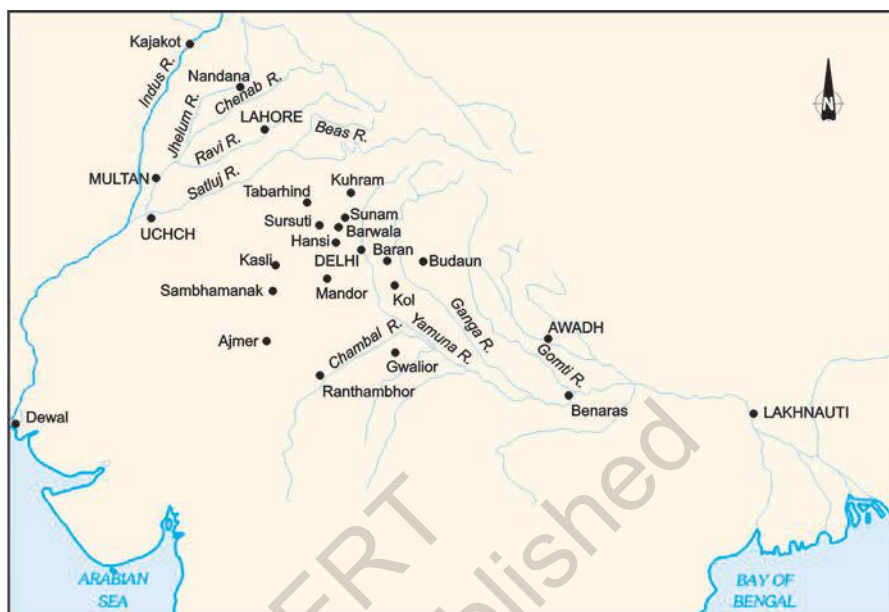 Kajakot
Indus R.
Nandana
Chenab R.
Jhelum R.
LAHORE
Beas R.
Ravi R.
N
MULTAN
Satluj R.
Kuhram
Tabarhind
Sunam
Sursuti
Barwala
UCHCH
Hansi
Baran
Kasli
DELHI
Budaun
Mandor
Sambhamanak
Kol
Ganga R.
Yamuna R.
Chambal R.
AWADH
Ajmer
Gomti R.
Gwalior
Ranthambhor
Benaras
Dewal
LAKHNAUTI
ARABIAN
SEA
BAY OF
BENGAL